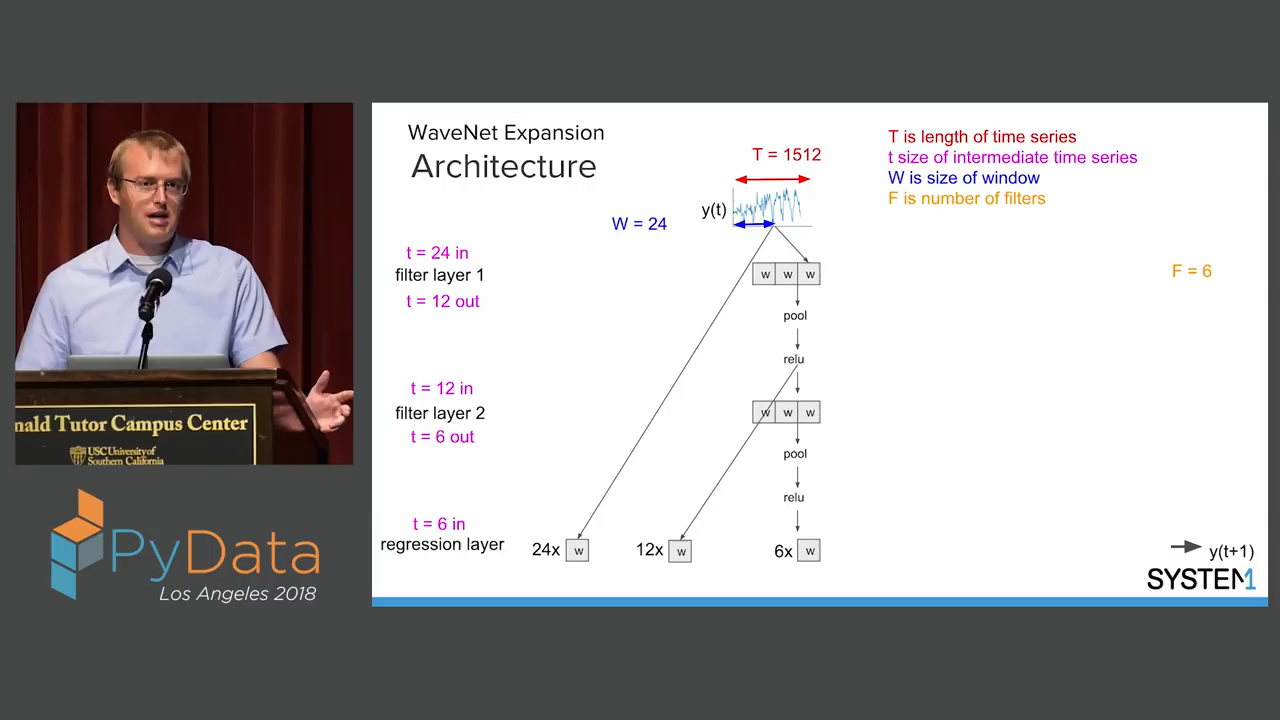 WaveNet Expansion
Architecture
T = 1512
T is length of time series
t size of intermediate time series
W is size of window
F is number of filters
y(t)
W = 24
t = 24 in
filter layer 1
t = 12 out
w w w
F = 6
pool
relu
t = 12 in
filter layer 2
t = 6 out
w w w
pool
relu
t = 6 in
regression layer
24x w
12x w
6x w
y(t+1)
SYSTEM1
nald Tutor Campus Center
USC University of
Southern California
PyData
Los Angeles 2018